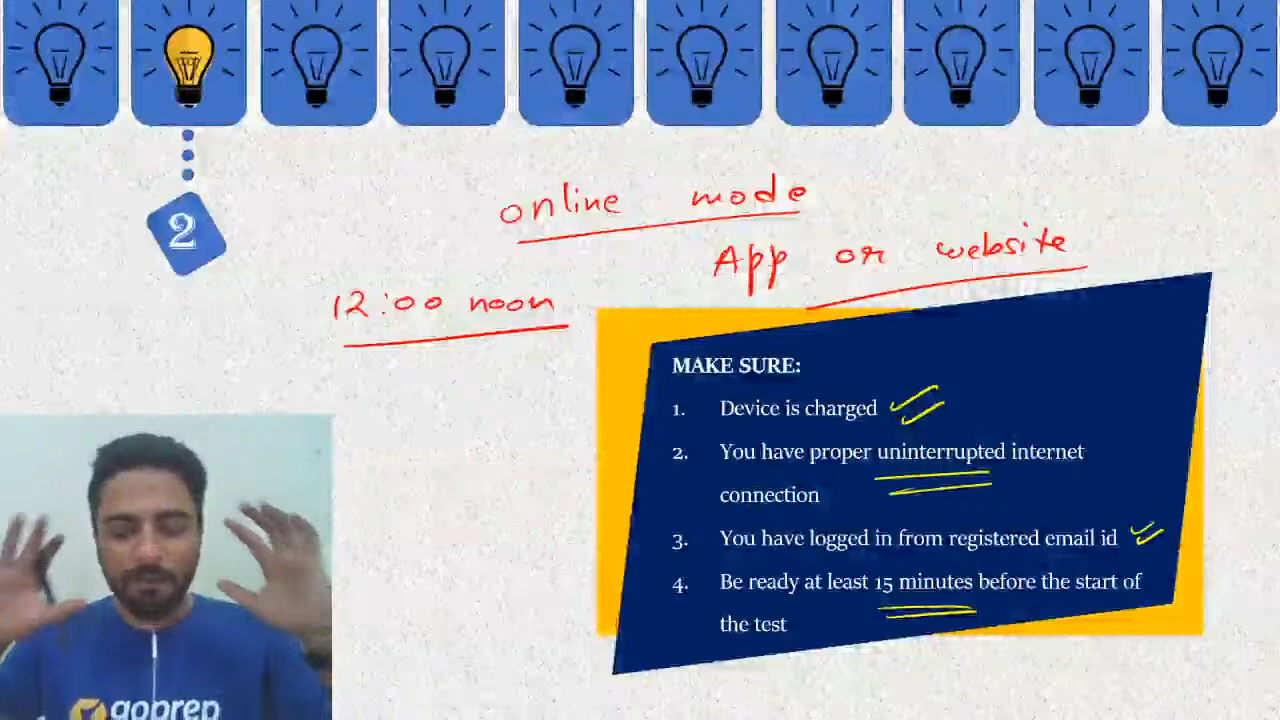 2
online mode
App or website
12:00 noon
MAKE SURE:
1. Device is charged
2. You have proper uninterrupted internet
connection
3. You have logged in from registered email id
4. Be ready at least 15 minutes before the start of
the test
goprep